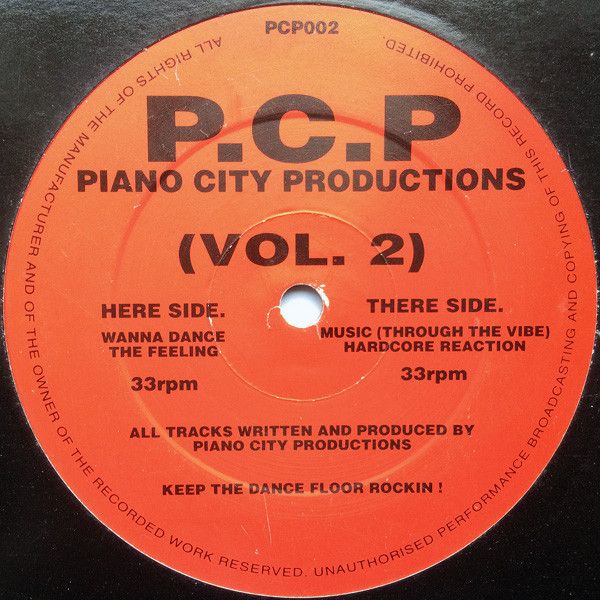 PCP002
P.C.P
PIANO CITY PRODUCTIONS
(VOL. 2)
HERE SIDE.
WANNA DANCE
THE FEELING
33rpm
THERE SIDE.
MUSIC (THROUGH THE VIBE)
HARDCORE REACTION
33rpm
ALL TRACKS WRITTEN AND PRODUCED BY
PIANO CITY PRODUCTIONS
KEEP THE DANCE FLOOR ROCKIN !
ALL RIGHTS OF THE MANUFACTURER AND OF THE OWNER OF THE RECORDED WORK RESERVED. UNAUTHORISED PERFORMANCE BROADCASTING AND COPYING OF THIS RECORD PROHIBITED.